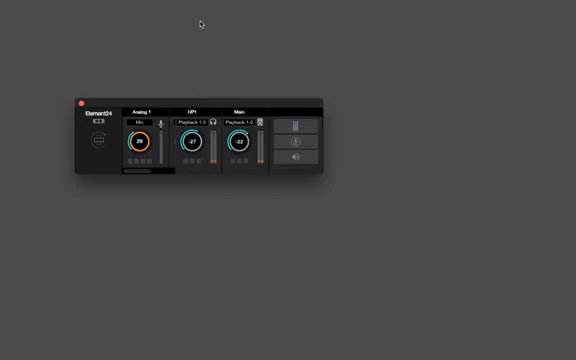 Element24
Analog 1
HP1
Main
Mic
Playback 1-2
Playback 1-2
29
-27
-22